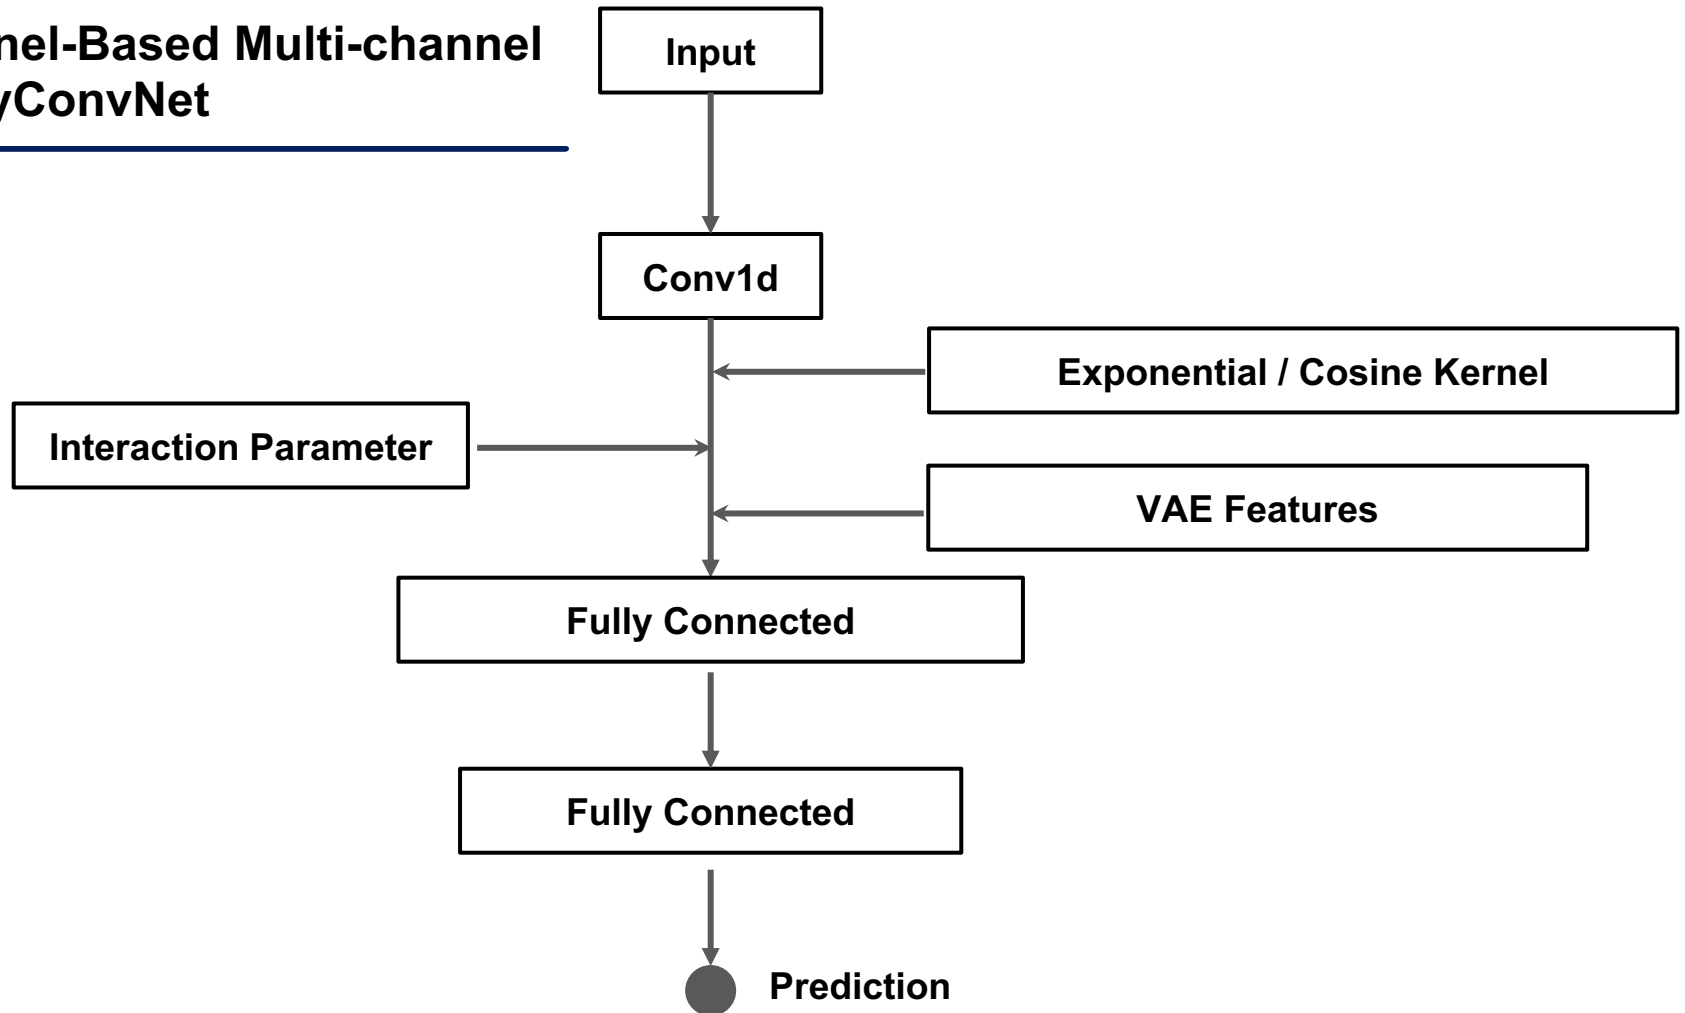 nel-Based Multi-channel
yConvNet
Input
Conv1d
Exponential / Cosine Kernel
Interaction Parameter
VAE Features
Fully Connected
Fully Connected
Prediction